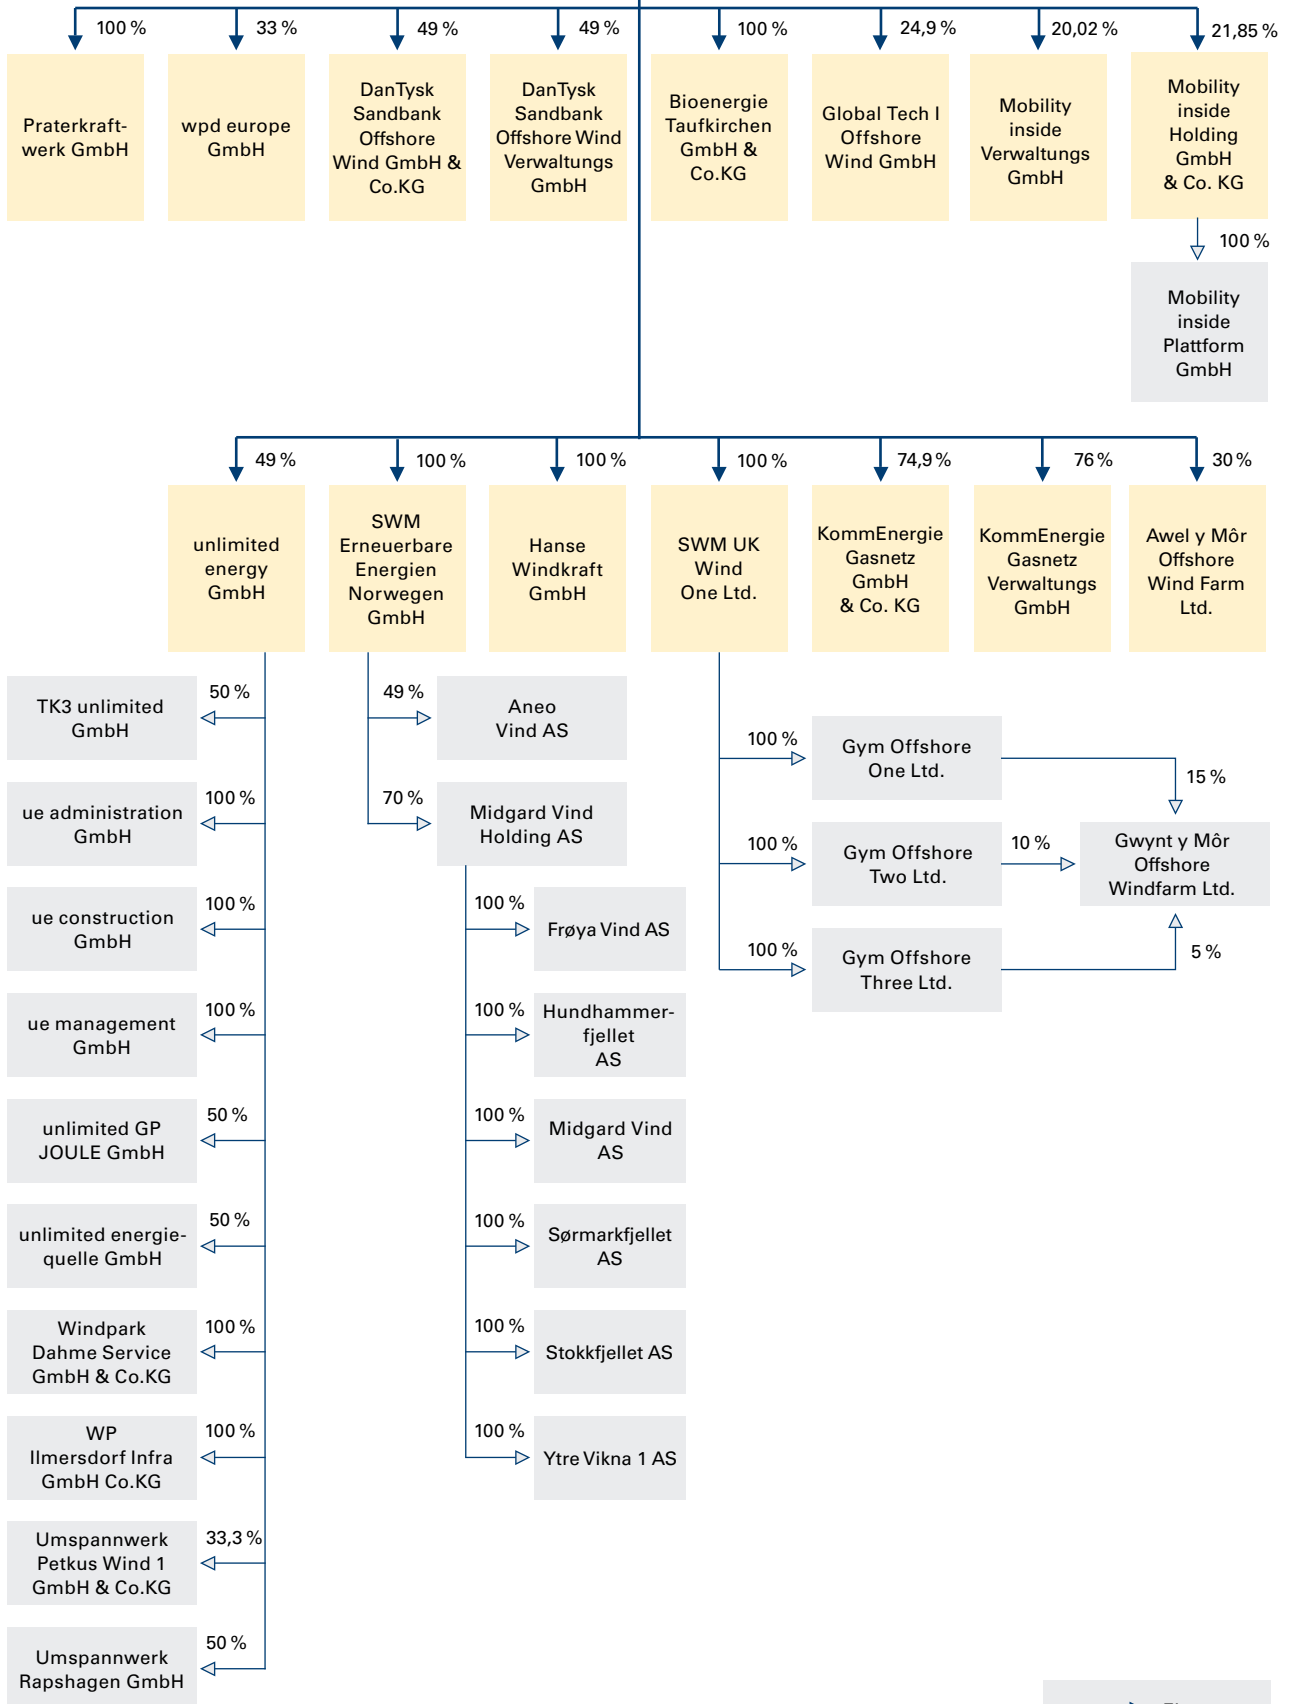 100 %
33 %
49 %
49 %
100 %
24,9 %
20,02 %
21,85 %
Praterkraft-
werk GmbH
wpd europe
GmbH
DanTysk
Sandbank
Offshore
Wind GmbH &
Co.KG
DanTysk
Sandbank
Offshore Wind
Verwaltungs
GmbH
Bioenergie
Taufkirchen
GmbH &
Co.KG
Global Tech I
Offshore
Wind GmbH
Mobility
inside
Verwaltungs
GmbH
Mobility
inside
Holding
GmbH
& Co. KG
100 %
Mobility
inside
Plattform
GmbH
49 %
100 %
100 %
100 %
74,9 %
76 %
30 %
unlimited
energy
GmbH
SWM
Erneuerbare
Energien
Norwegen
GmbH
Hanse
Windkraft
GmbH
SWM UK
Wind
One Ltd.
KommEnergie
Gasnetz
GmbH
& Co. KG
KommEnergie
Gasnetz
Verwaltungs
GmbH
Awel y Môr
Offshore
Wind Farm
Ltd.
50 %
TK3 unlimited
GmbH
100 %
ue administration
GmbH
100 %
ue construction
GmbH
100 %
ue management
GmbH
50 %
unlimited GP
JOULE GmbH
50 %
unlimited energie-
quelle GmbH
100 %
Windpark
Dahme Service
GmbH & Co.KG
100 %
WP
Ilmersdorf Infra
GmbH Co.KG
33,3 %
Umspannwerk
Petkus Wind 1
GmbH & Co.KG
50 %
Umspannwerk
Rapshagen GmbH
49 %
Aneo
Vind AS
70 %
Midgard Vind
Holding AS
100 %
Frøya Vind AS
100 %
Hundhammer-
fjellet
AS
100 %
Midgard Vind
AS
100 %
Sørmarkfjellet
AS
100 %
Stokkfjellet AS
100 %
Ytre Vikna 1 AS
100 %
Gym Offshore
One Ltd.
15 %
100 %
Gym Offshore
Two Ltd.
10 %
Gwynt y Môr
Offshore
Windfarm Ltd.
100 %
Gym Offshore
Three Ltd.
5 %